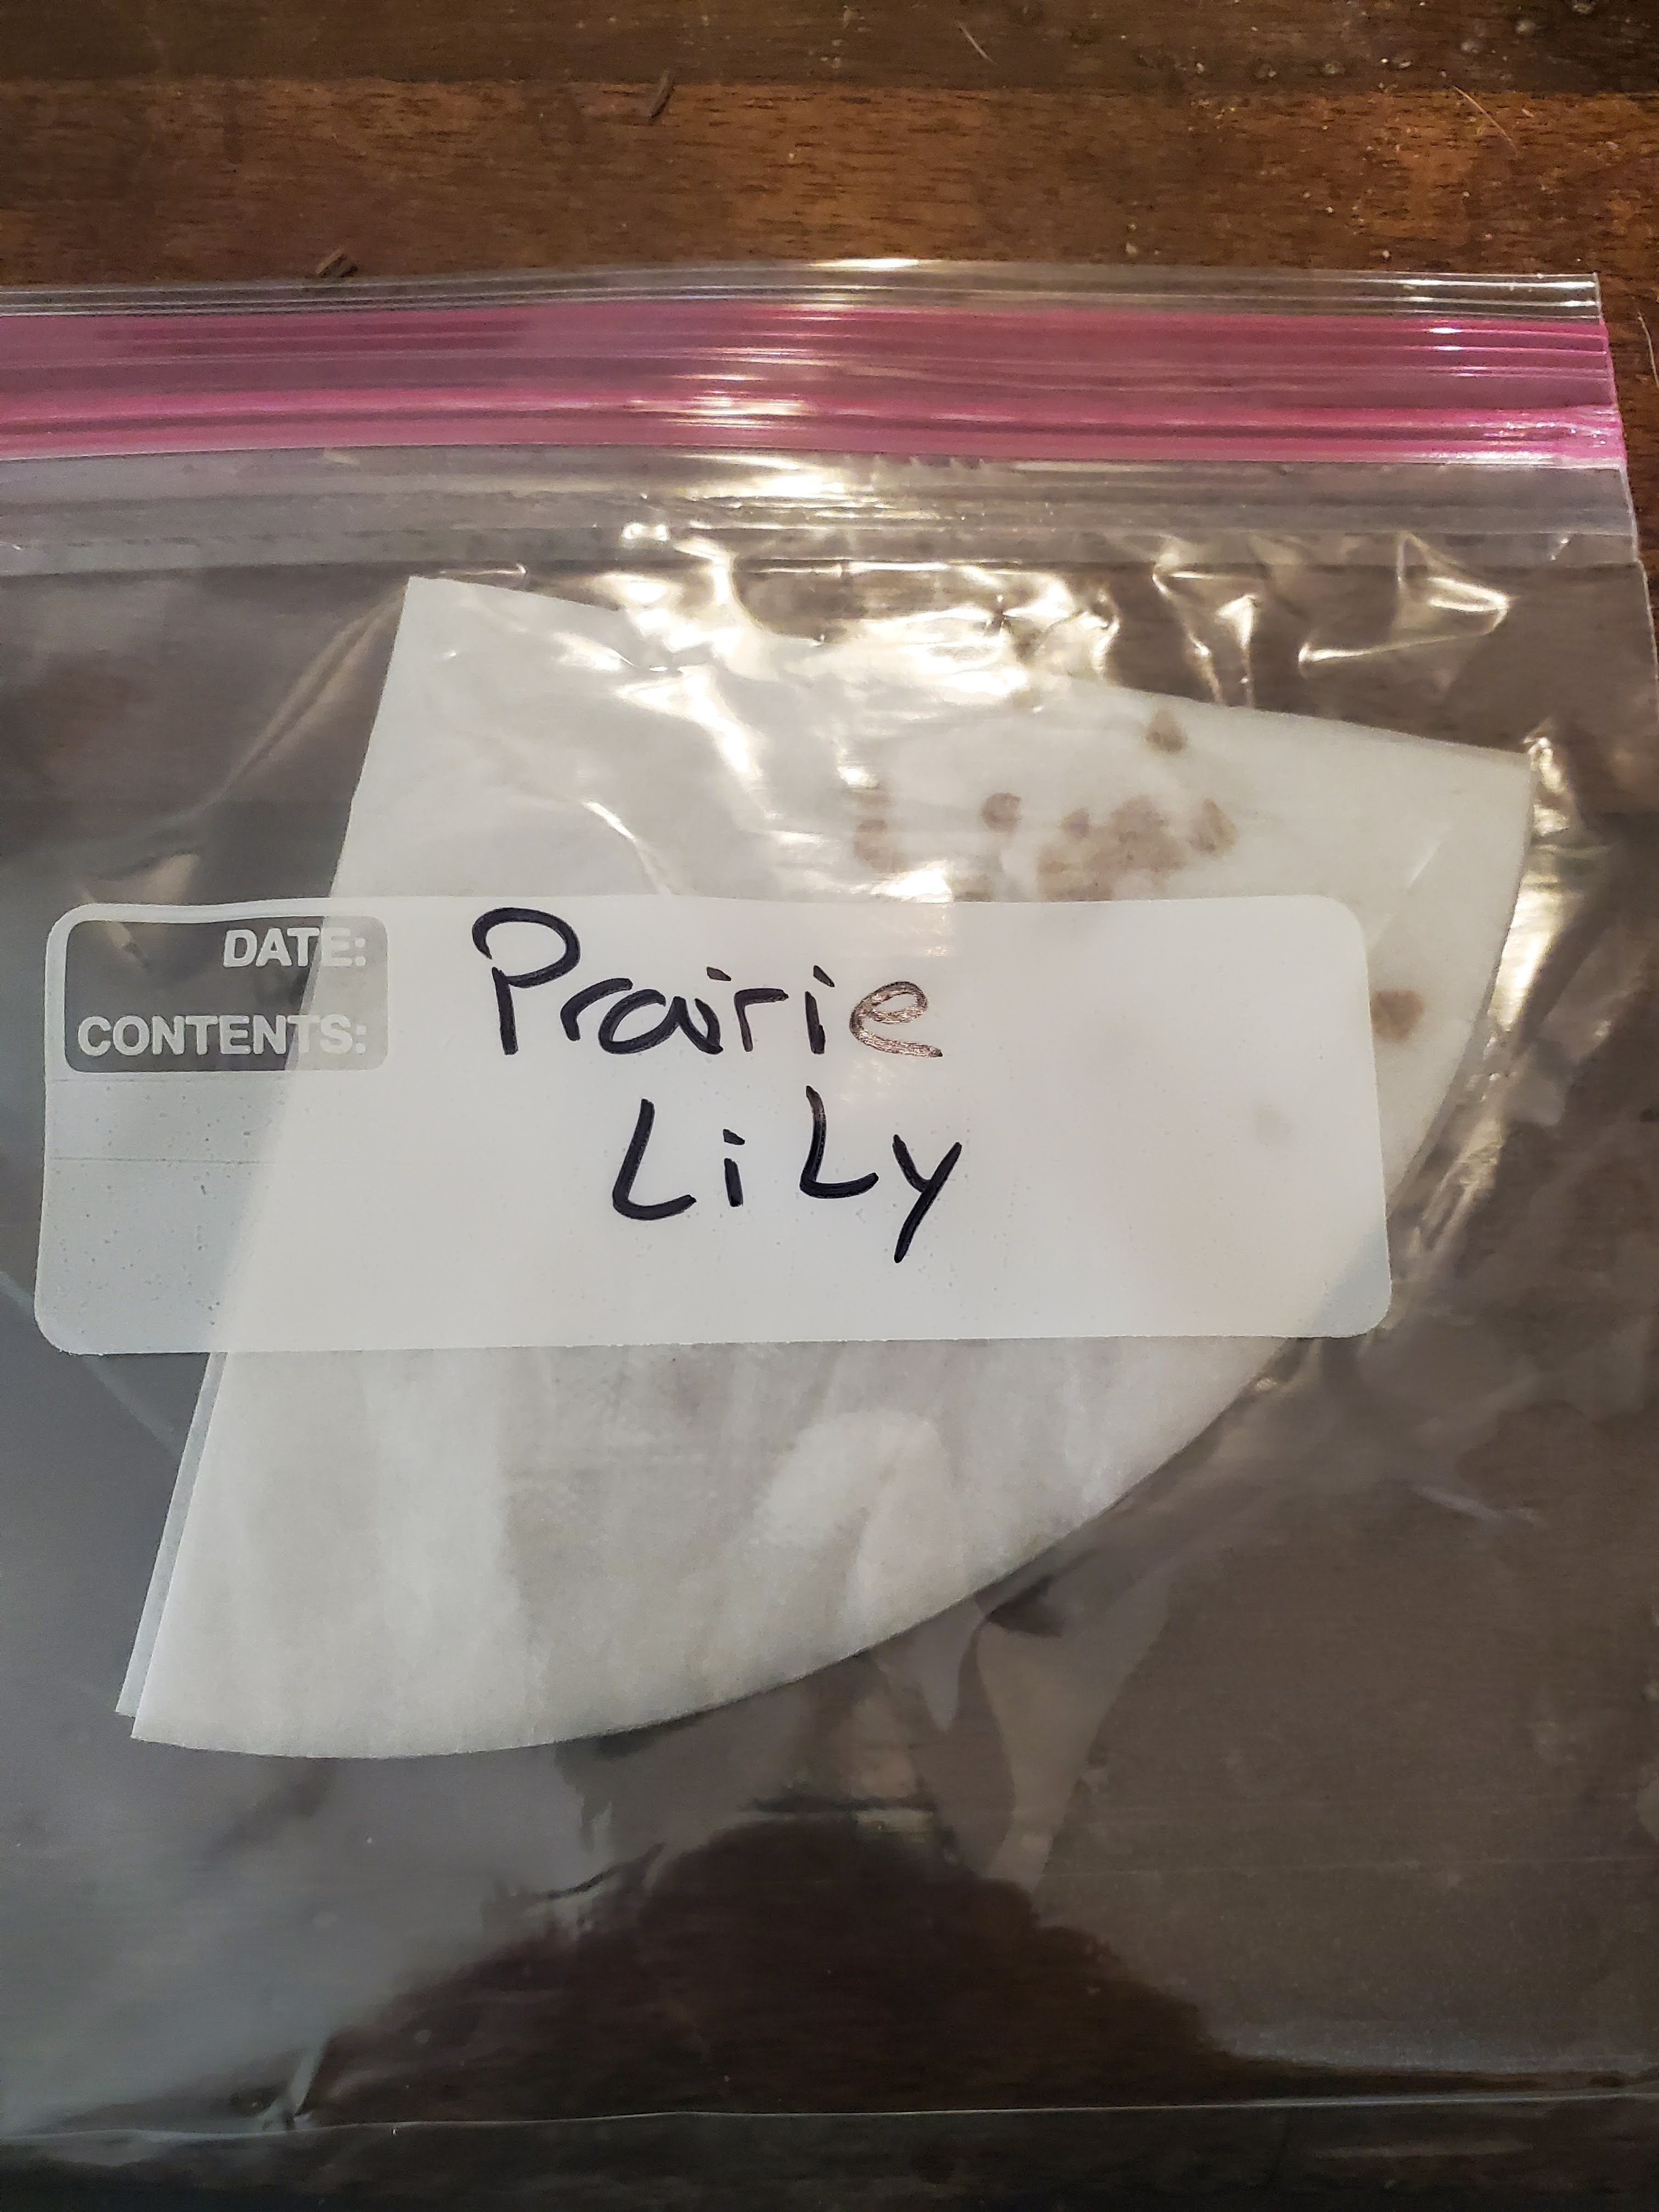 DATE:
CONTENTS:
Prairie
LiLy